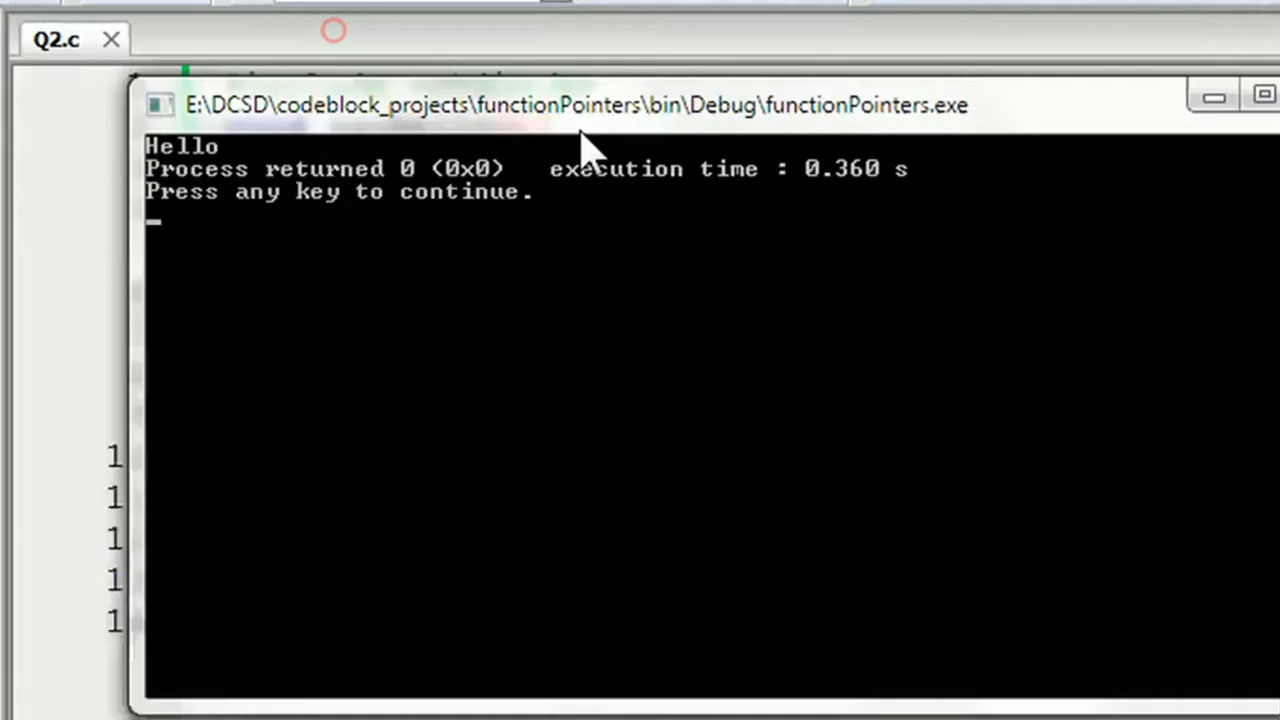 Q2.c
E:\DCSD\codeblock_projects\functionPointers\bin\Debug\functionPointers.exe
Hello
Process returned 0 (0x0)   execution time : 0.360 s
Press any key to continue.
1
1
1
1
1